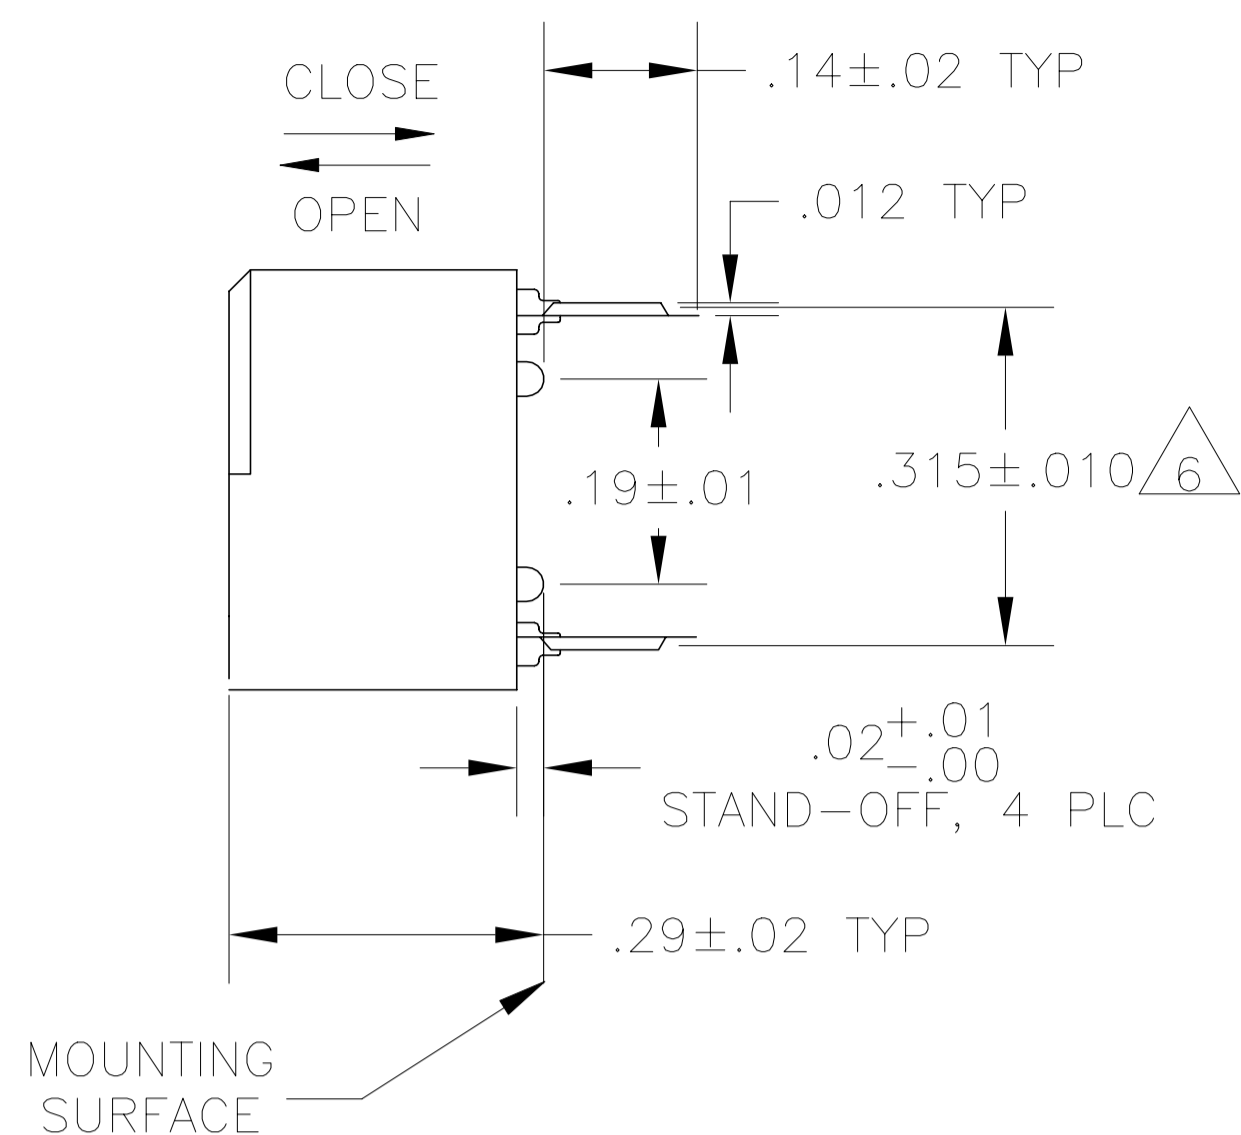 CLOSE
OPEN
.14±.02 TYP
.012 TYP
.19±.01
.315±.010 6
.02 +.01
-.00
STAND-OFF, 4 PLC
.29±.02 TYP
MOUNTING
SURFACE